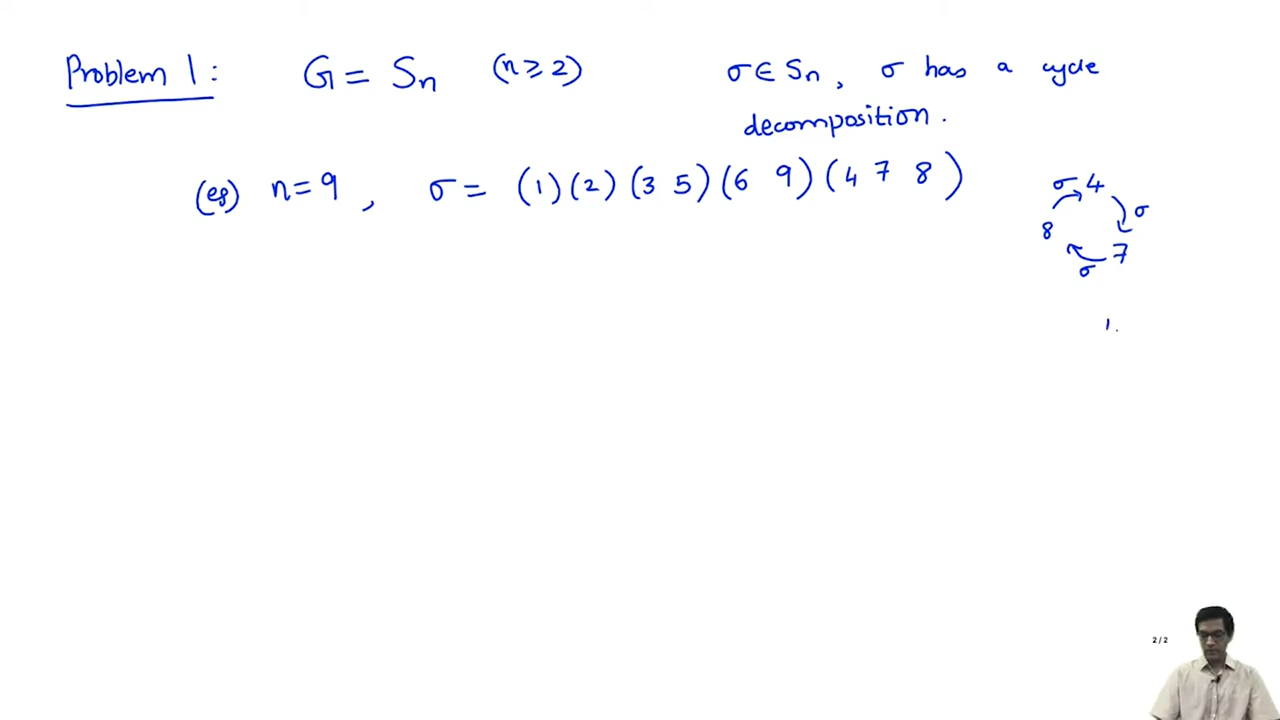 Problem 1: G = Sn (n ≥ 2) σ ∈ Sn, σ has a cycle
decomposition.
(eg) n = 9, σ = (1)(2)(3 5)(6 9)(4 7 8)
σ 4
σ
8
7
σ
2 / 2